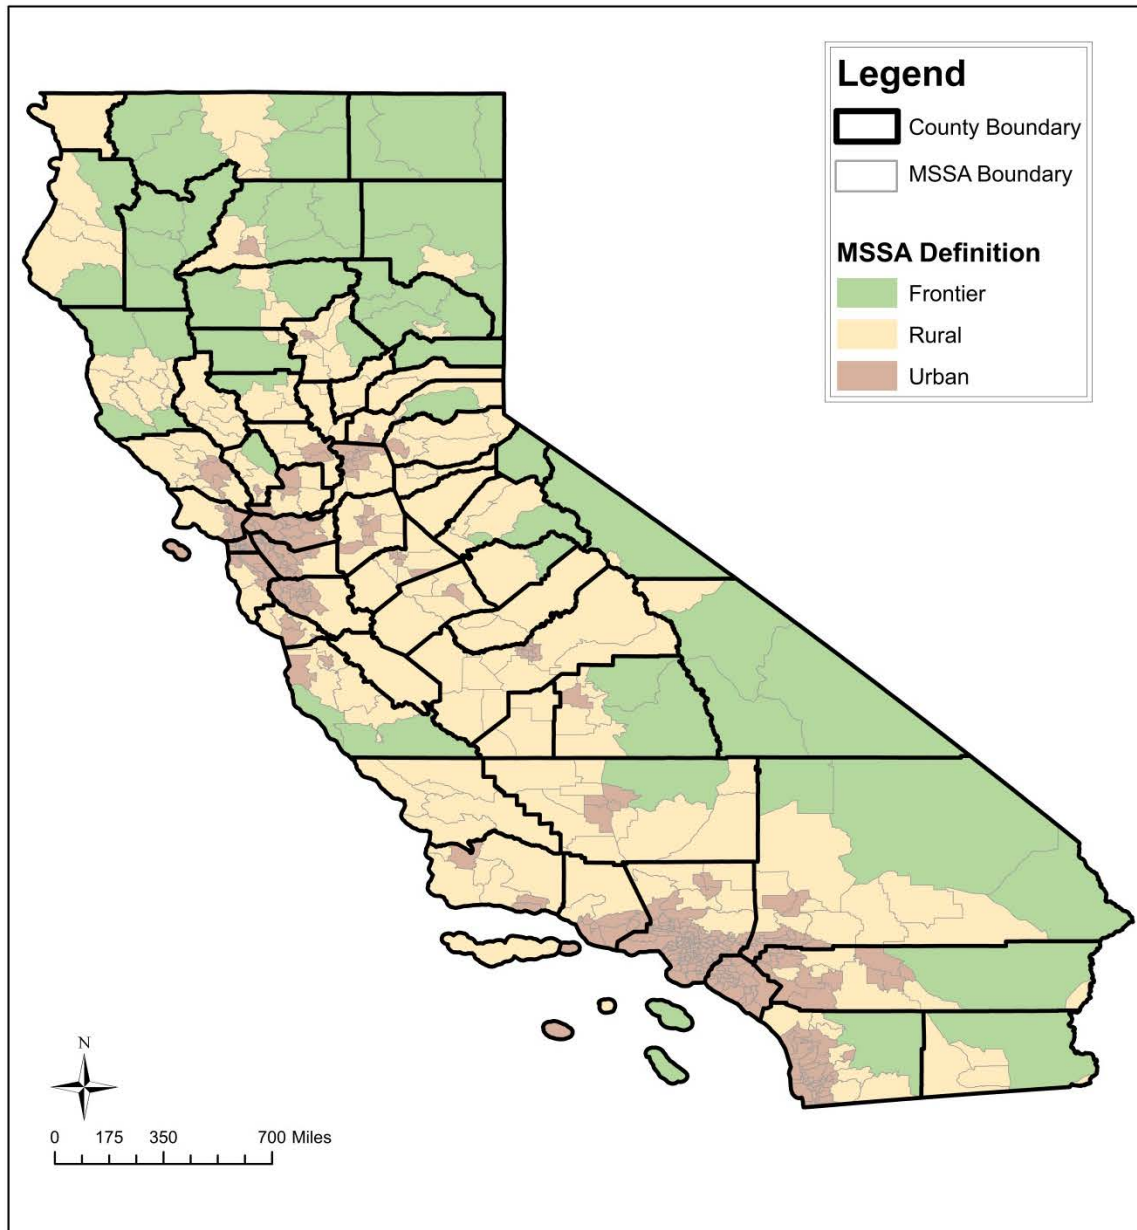 Legend
County Boundary
MSSA Boundary
MSSA Definition
Frontier
Rural
Urban
N
0 175 350 700 Miles